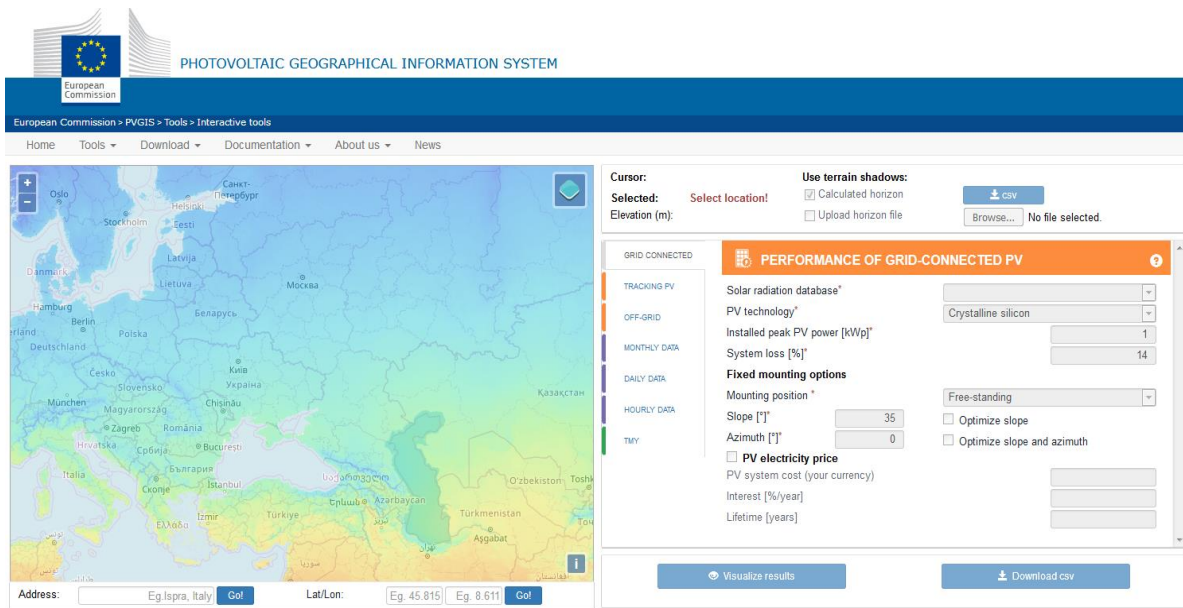 European
Commission
PHOTOVOLTAIC GEOGRAPHICAL INFORMATION SYSTEM
European Commission > PVGIS > Tools > Interactive tools
Home Tools Download Documentation About us News
+
−
Oslo
Санкт-
Петербург
Helsinki
Stockholm
Eesti
Latvija
Danmark
Lietuva
Москва
Hamburg
Беларусь
Berlin
Polska
Deutschland
Česko
Київ
Slovensko
Україна
München
Magyarország
Chișinău
Қазақстан
Zagreb
România
Hrvatska
Србија
București
България
Italia
Скопје
İstanbul
საქართველო
O'zbekiston
Toshk
Azərbaycan
İzmir
Türkiye
Türkmenistan
Ελλάδα
Aşgabat
تونس
تهران
سوريا
i
Address: Eg.Ispra, Italy Go! Lat/Lon: Eg. 45.815 Eg. 8.611 Go!
Cursor:
Selected: Select location!
Elevation (m):
Use terrain shadows:
Calculated horizon csv
Upload horizon file Browse... No file selected.
GRID CONNECTED
TRACKING PV
OFF-GRID
MONTHLY DATA
DAILY DATA
HOURLY DATA
TMY
PERFORMANCE OF GRID-CONNECTED PV ?
Solar radiation database*
PV technology* Crystalline silicon
Installed peak PV power [kWp]* 1
System loss [%]* 14
Fixed mounting options
Mounting position * Free-standing
Slope [°]* 35 Optimize slope
Azimuth [°]* 0 Optimize slope and azimuth
PV electricity price
PV system cost (your currency)
Interest [%/year]
Lifetime [years]
Visualize results Download csv